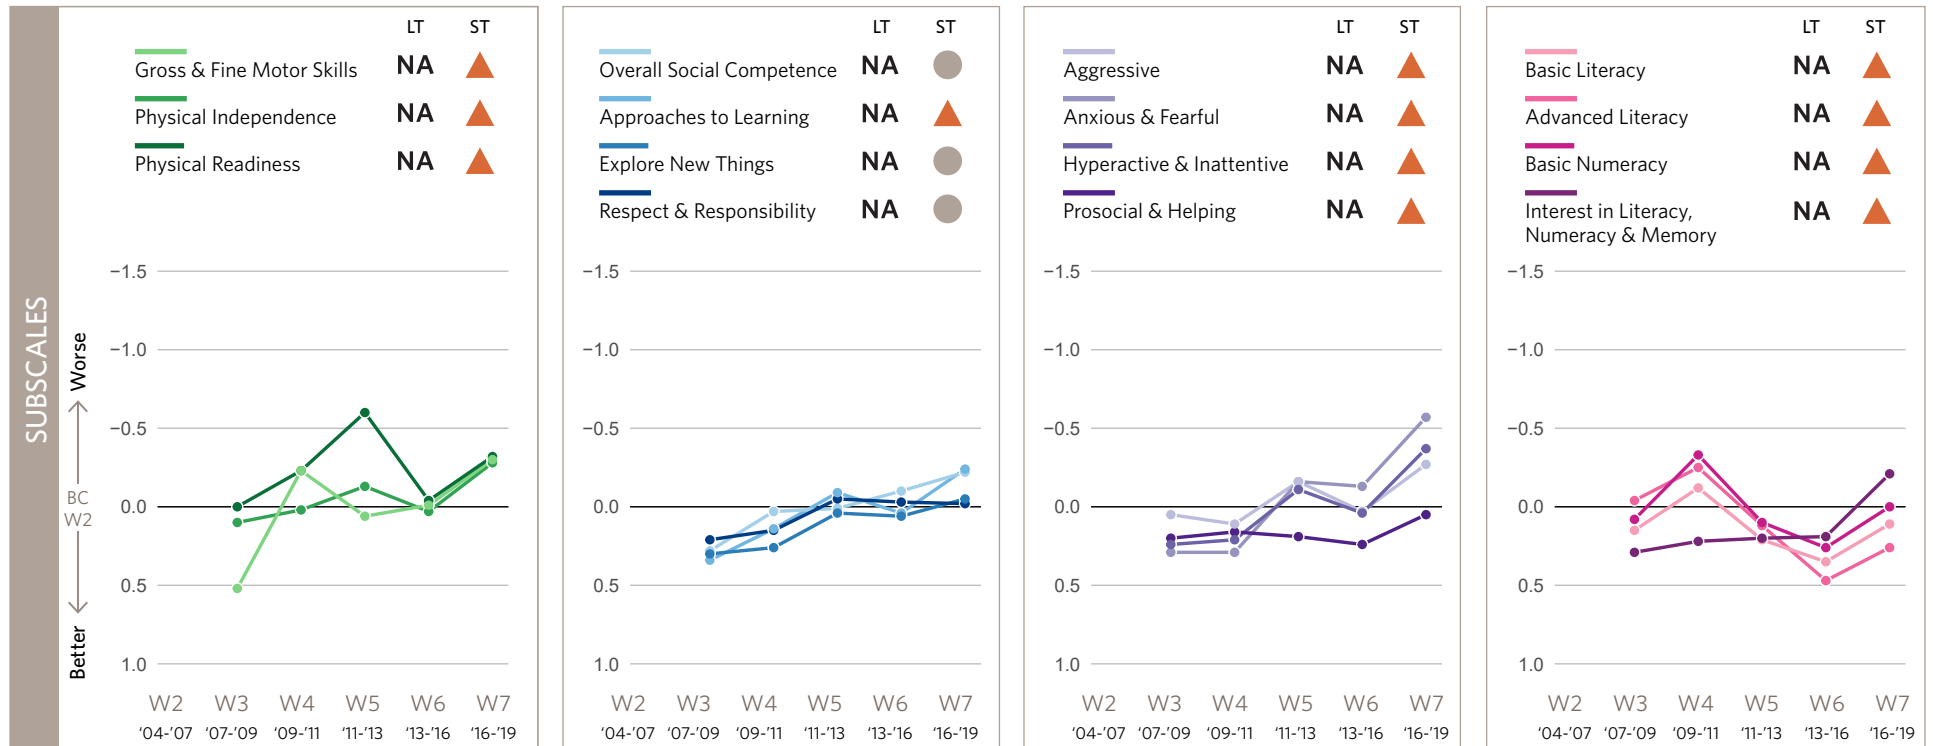 SUBSCALES
Worse
BC
W2
Better
LT ST
Gross & Fine Motor Skills NA
Physical Independence NA
Physical Readiness NA
−1.5
−1.0
−0.5
0.0
0.5
1.0
W2 W3 W4 W5 W6 W7
‘04-’07 ‘07-’09 ‘09-’11 ‘11-’13 ‘13-’16 ‘16-’19
LT ST
Overall Social Competence NA
Approaches to Learning NA
Explore New Things NA
Respect & Responsibility NA
−1.5
−1.0
−0.5
0.0
0.5
1.0
W2 W3 W4 W5 W6 W7
‘04-’07 ‘07-’09 ‘09-’11 ‘11-’13 ‘13-’16 ‘16-’19
LT ST
Aggressive NA
Anxious & Fearful NA
Hyperactive & Inattentive NA
Prosocial & Helping NA
−1.5
−1.0
−0.5
0.0
0.5
1.0
W2 W3 W4 W5 W6 W7
‘04-’07 ‘07-’09 ‘09-’11 ‘11-’13 ‘13-’16 ‘16-’19
LT ST
Basic Literacy NA
Advanced Literacy NA
Basic Numeracy NA
Interest in Literacy, NA
Numeracy & Memory
−1.5
−1.0
−0.5
0.0
0.5
1.0
W2 W3 W4 W5 W6 W7
‘04-’07 ‘07-’09 ‘09-’11 ‘11-’13 ‘13-’16 ‘16-’19